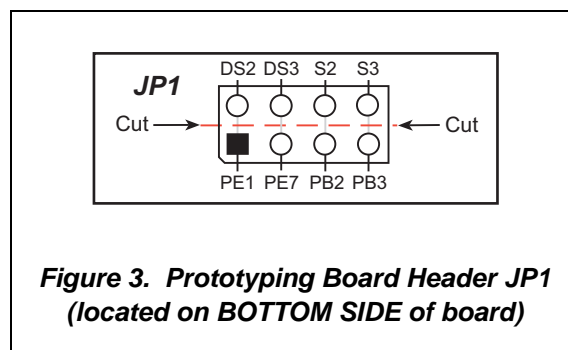 DS2 DS3 S2 S3
JP1
Cut Cut
PE1 PE7 PB2 PB3
Figure 3. Prototyping Board Header JP1
(located on BOTTOM SIDE of board)